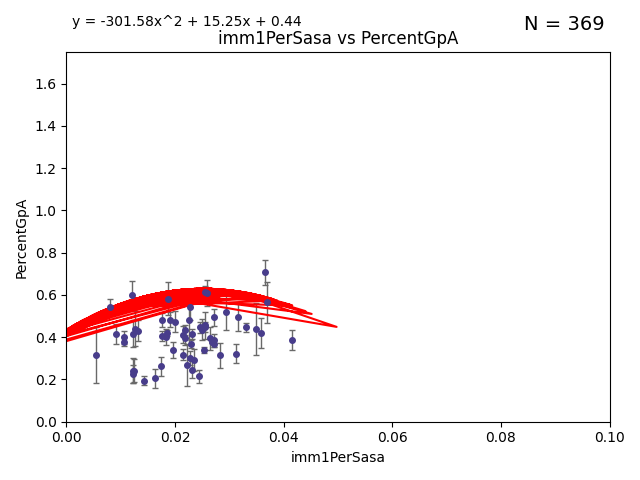 y = -301.58x^2 + 15.25x + 0.44
N = 369
imm1PerSasa vs PercentGpA
1.6
1.4
1.2
1.0
0.8
0.6
0.4
0.2
0.0
PercentGpA
0.00 0.02 0.04 0.06 0.08 0.10
imm1PerSasa